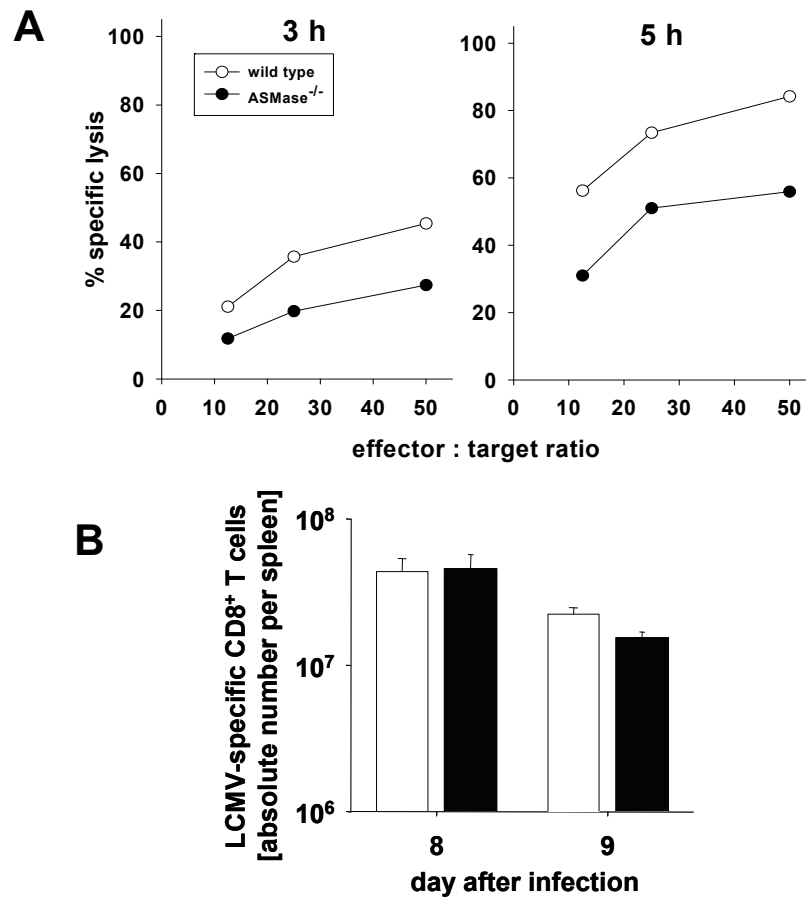 A
3 h
5 h
wild type
ASMase-/-
% specific lysis
100
80
60
40
20
0
0 10 20 30 40 50
100
80
60
40
20
0
0 10 20 30 40 50
effector : target ratio
B
LCMV-specific CD8+ T cells
[absolute number per spleen]
10⁸
10⁷
10⁶
8 9
day after infection